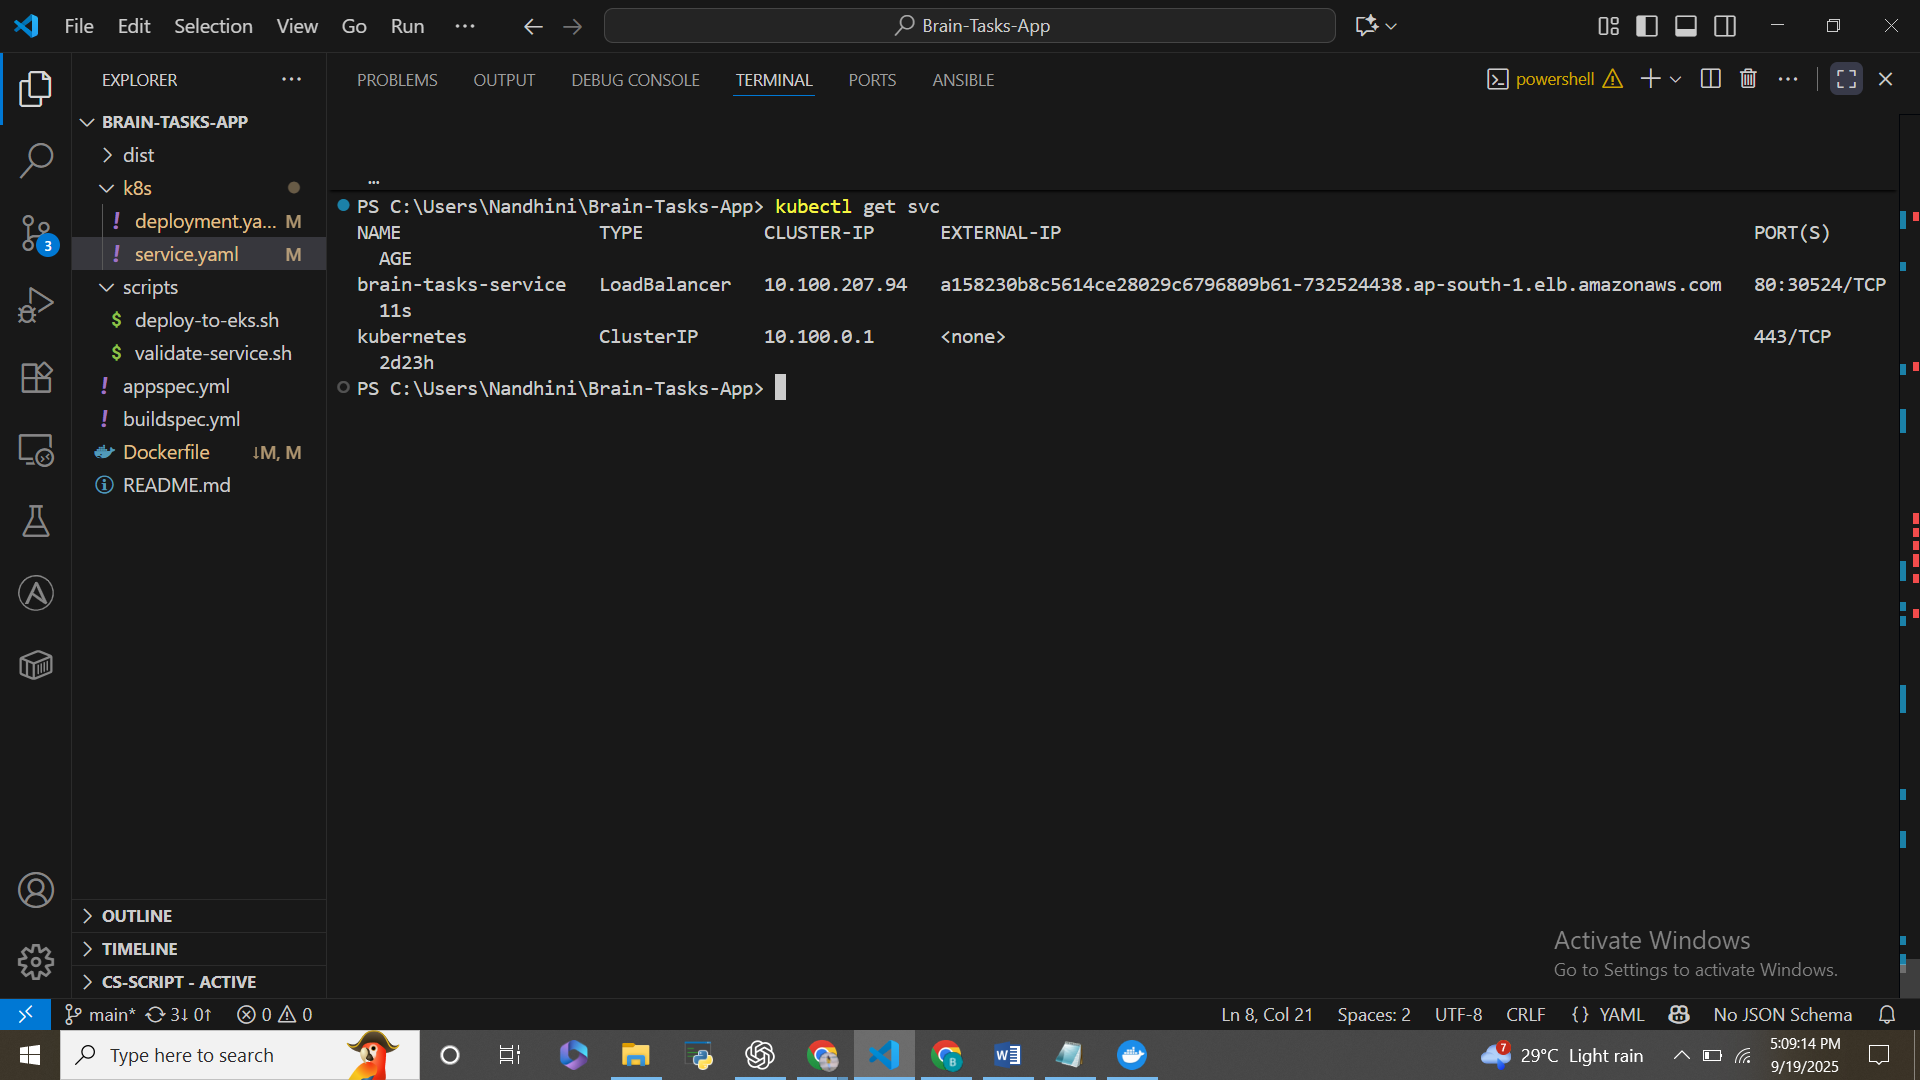 File Edit Selection View Go Run ...
Brain-Tasks-App
EXPLORER ...
PROBLEMS OUTPUT DEBUG CONSOLE TERMINAL PORTS ANSIBLE
powershell
BRAIN-TASKS-APP
dist
k8s
! deployment.ya... M
! service.yaml M
scripts
$ deploy-to-eks.sh
$ validate-service.sh
! appspec.yml
! buildspec.yml
Dockerfile ↓M, M
README.md
OUTLINE
TIMELINE
CS-SCRIPT - ACTIVE
3
...
PS C:\Users\Nandhini\Brain-Tasks-App> kubectl get svc
NAME TYPE CLUSTER-IP EXTERNAL-IP PORT(S)
AGE
brain-tasks-service LoadBalancer 10.100.207.94 a158230b8c5614ce28029c6796809b61-732524438.ap-south-1.elb.amazonaws.com 80:30524/TCP
11s
kubernetes ClusterIP 10.100.0.1 <none> 443/TCP
2d23h
PS C:\Users\Nandhini\Brain-Tasks-App>
Activate Windows
Go to Settings to activate Windows.
main* 3↓ 0↑ 0 0
Ln 8, Col 21 Spaces: 2 UTF-8 CRLF {} YAML No JSON Schema
Type here to search
7 29°C Light rain
5:09:14 PM
9/19/2025